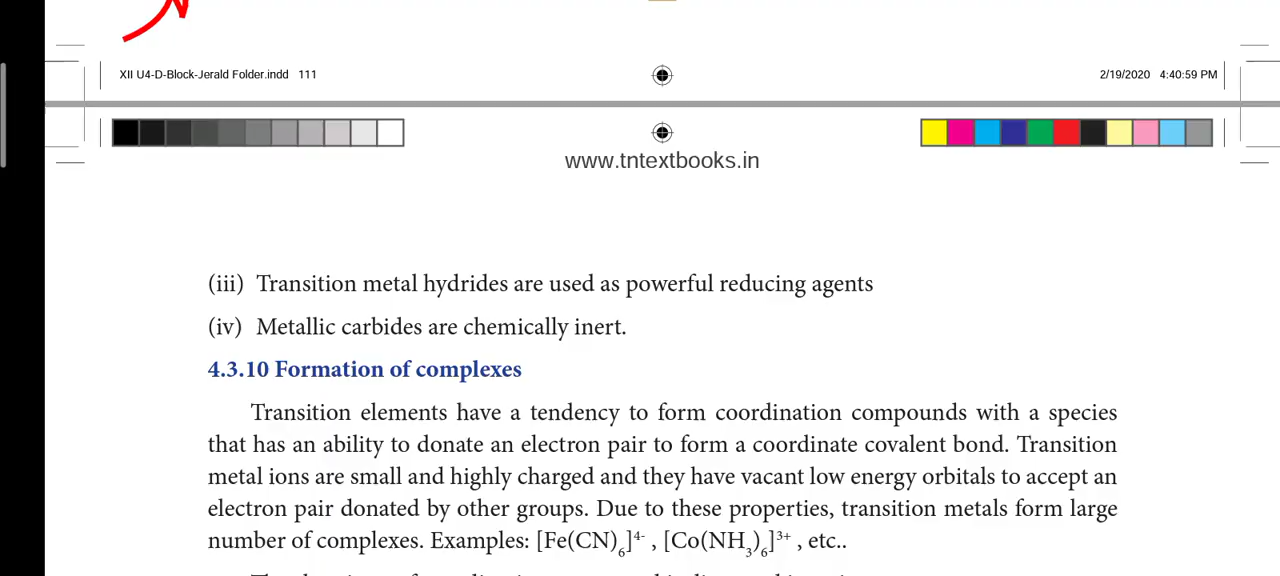 XII U4-D-Block-Jerald Folder.indd 111
2/19/2020 4:40:59 PM
www.tntextbooks.in
(iii) Transition metal hydrides are used as powerful reducing agents
(iv) Metallic carbides are chemically inert.
4.3.10 Formation of complexes
Transition elements have a tendency to form coordination compounds with a species
that has an ability to donate an electron pair to form a coordinate covalent bond. Transition
metal ions are small and highly charged and they have vacant low energy orbitals to accept an
electron pair donated by other groups. Due to these properties, transition metals form large
number of complexes. Examples: [Fe(CN)₆]⁴⁻ , [Co(NH₃)₆]³⁺ , etc..